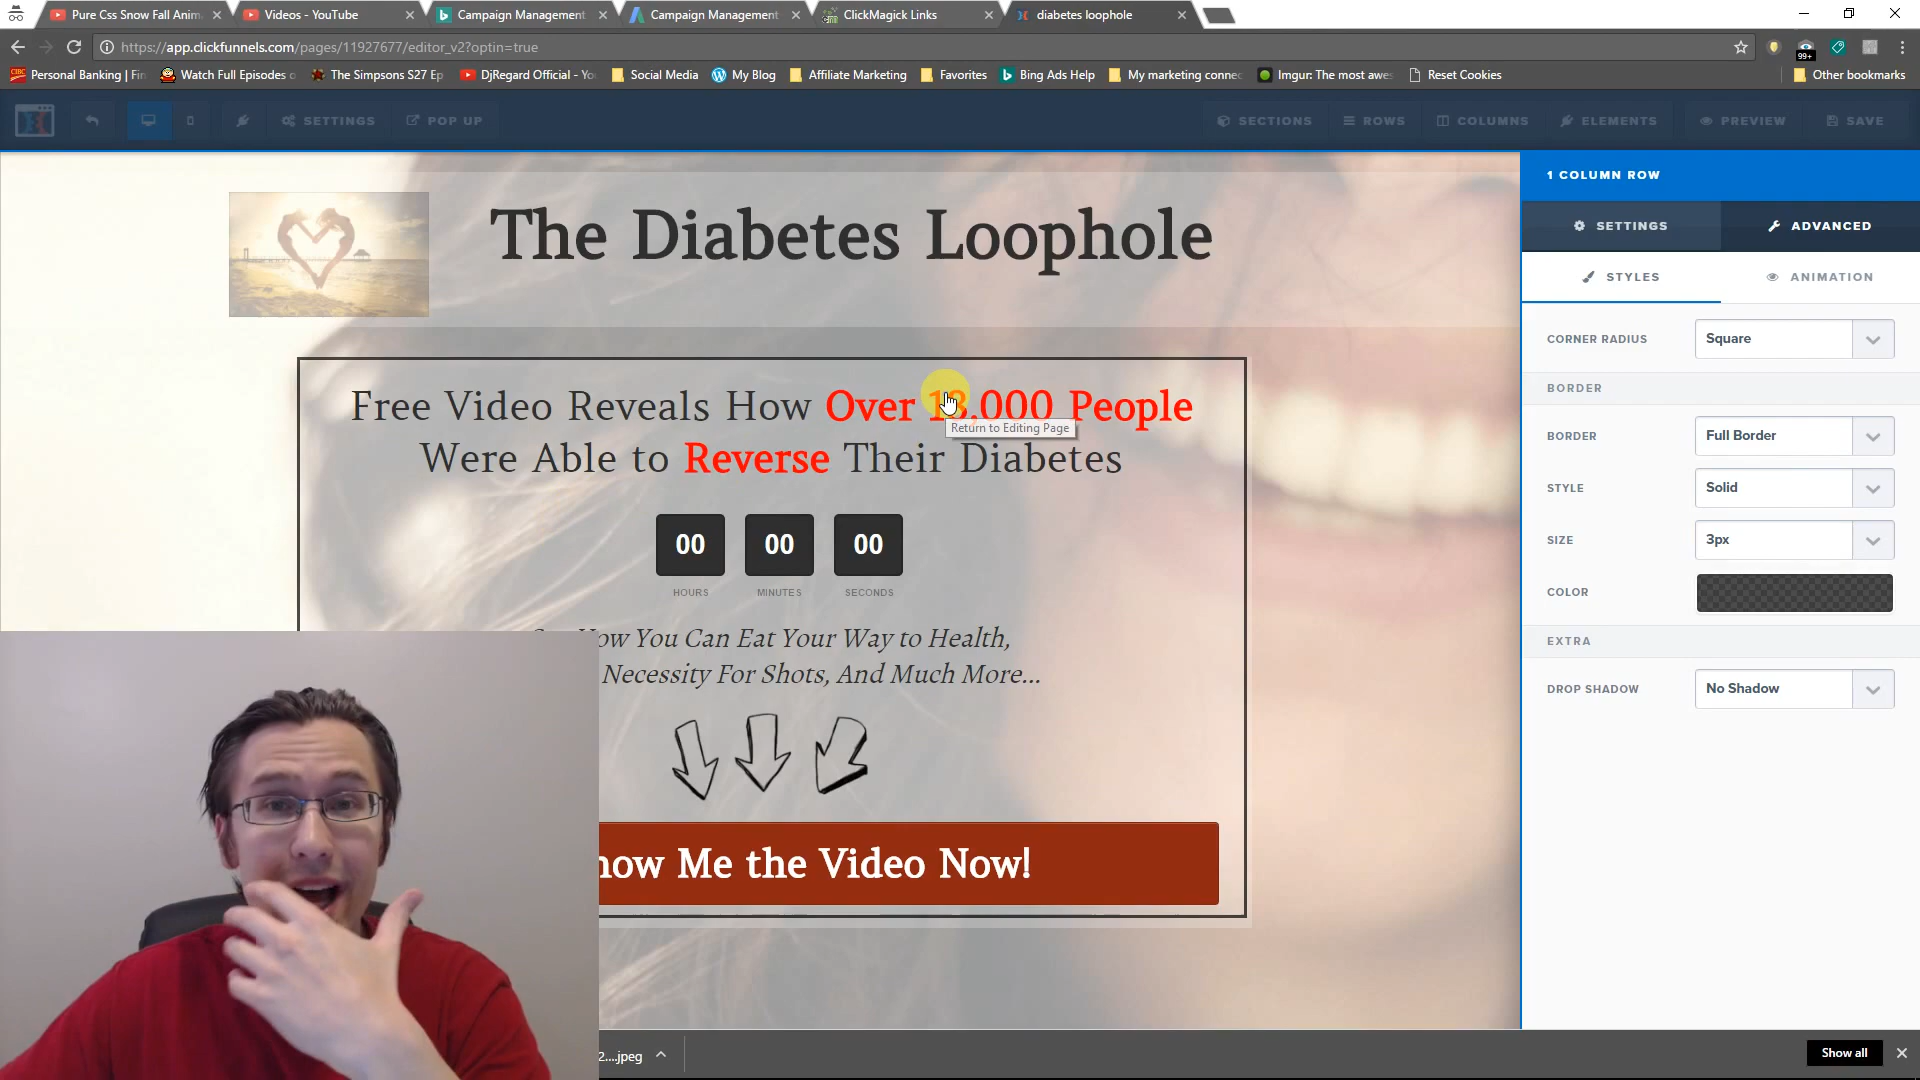 Pure Css Snow Fall Anim
Videos - YouTube
Campaign Management
Campaign Management
ClickMagick Links
diabetes loophole
https://app.clickfunnels.com/pages/11927677/editor_v2?optin=true
99+
CIBC
Personal Banking | Fin
Watch Full Episodes o
The Simpsons S27 Ep
DjRegard Official - Yo
Social Media
My Blog
Affiliate Marketing
Favorites
Bing Ads Help
My marketing connec
Imgur: The most awes
Reset Cookies
Other bookmarks
SETTINGS
POP UP
SECTIONS
ROWS
COLUMNS
ELEMENTS
PREVIEW
SAVE
The Diabetes Loophole
Free Video Reveals How Over 18,000 People
Return to Editing Page
Were Able to Reverse Their Diabetes
00 00 00
HOURS MINUTES SECONDS
How You Can Eat Your Way to Health,
Necessity For Shots, And Much More...
how Me the Video Now!
1 COLUMN ROW
SETTINGS
ADVANCED
STYLES
ANIMATION
CORNER RADIUS
Square
BORDER
BORDER
Full Border
STYLE
Solid
SIZE
3px
COLOR
EXTRA
DROP SHADOW
No Shadow
2....jpeg
Show all